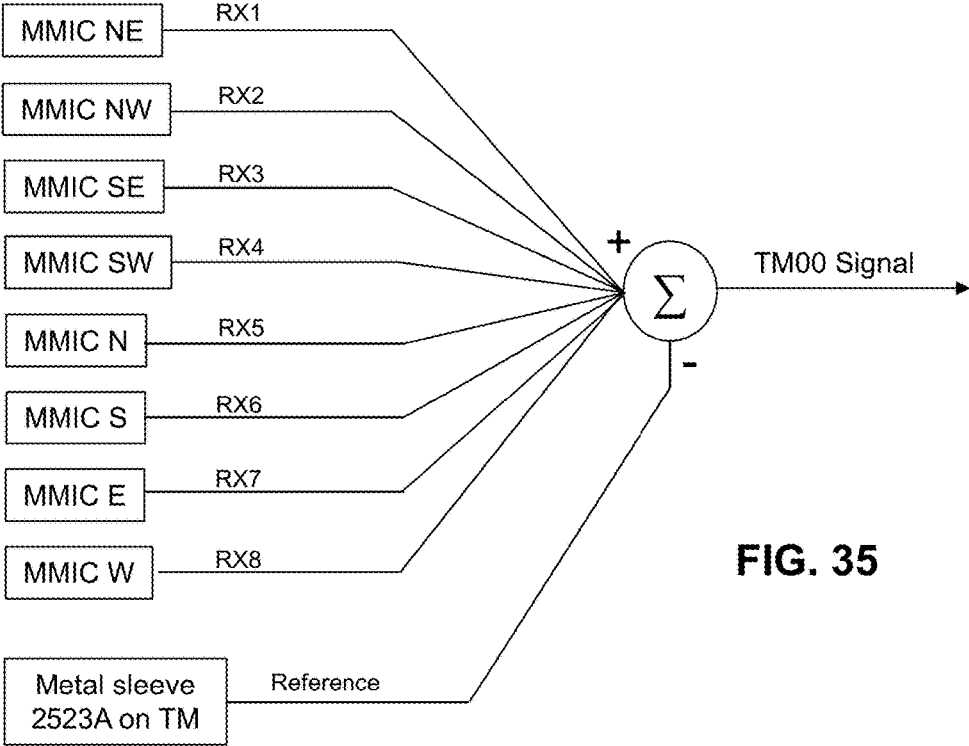 MMIC NE
RX1
MMIC NW
RX2
MMIC SE
RX3
MMIC SW
RX4
MMIC N
RX5
MMIC S
RX6
MMIC E
RX7
MMIC W
RX8
Metal sleeve
2523A on TM
Reference
+
Σ
-
TM00 Signal
FIG. 35